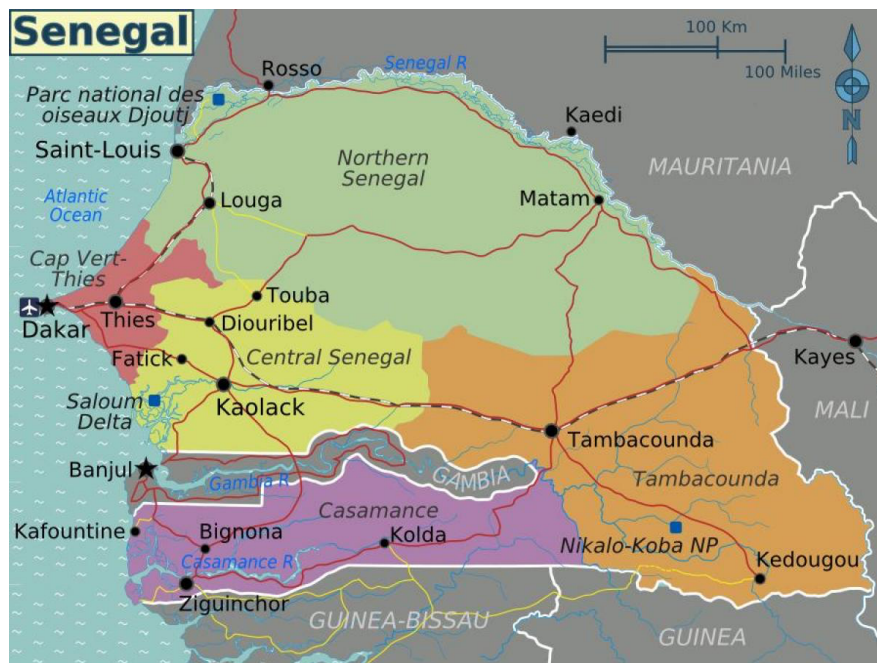 Senegal
100 Km
100 Miles
N
Rosso
Senegal R
Parc national des
oiseaux Djoutj
Kaedi
Saint-Louis
Northern
Senegal
MAURITANIA
Atlantic
Ocean
Louga
Matam
Cap Vert-
Thies
Touba
Dakar
Thies
Diouribel
Fatick
Central Senegal
Kayes
Saloum
Delta
Kaolack
MALI
Tambacounda
Banjul
Gambia R
GAMBIA
Tambacounda
Casamance
Kafountine
Bignona
Kolda
Nikalo-Koba NP
Casamance R
Kedougou
Ziguinchor
GUINEA-BISSAU
GUINEA